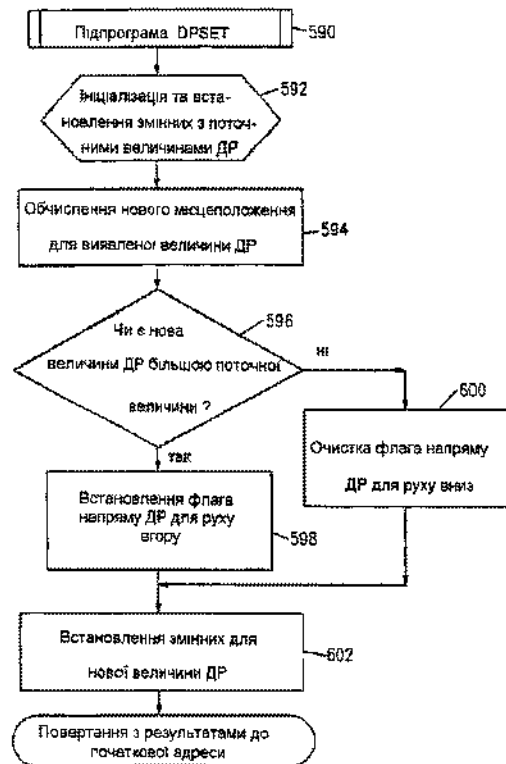 Підпрограма DPSET
590
592
Ініціалізація та вста-
новлення змінних з поточ-
ними величинами ДР
Обчислення нового місцеположення
для виявленої величини ДР
594
596
Чи є нова
величини ДР більшою поточної
величини ?
ні
так
600
Очистка флага напряму
ДР для руху вниз
Встановлення флага
напряму ДР для руху
вгору
598
Встановлення змінних для
нової величини ДР
602
Повертання з результатами до
початкової адреси